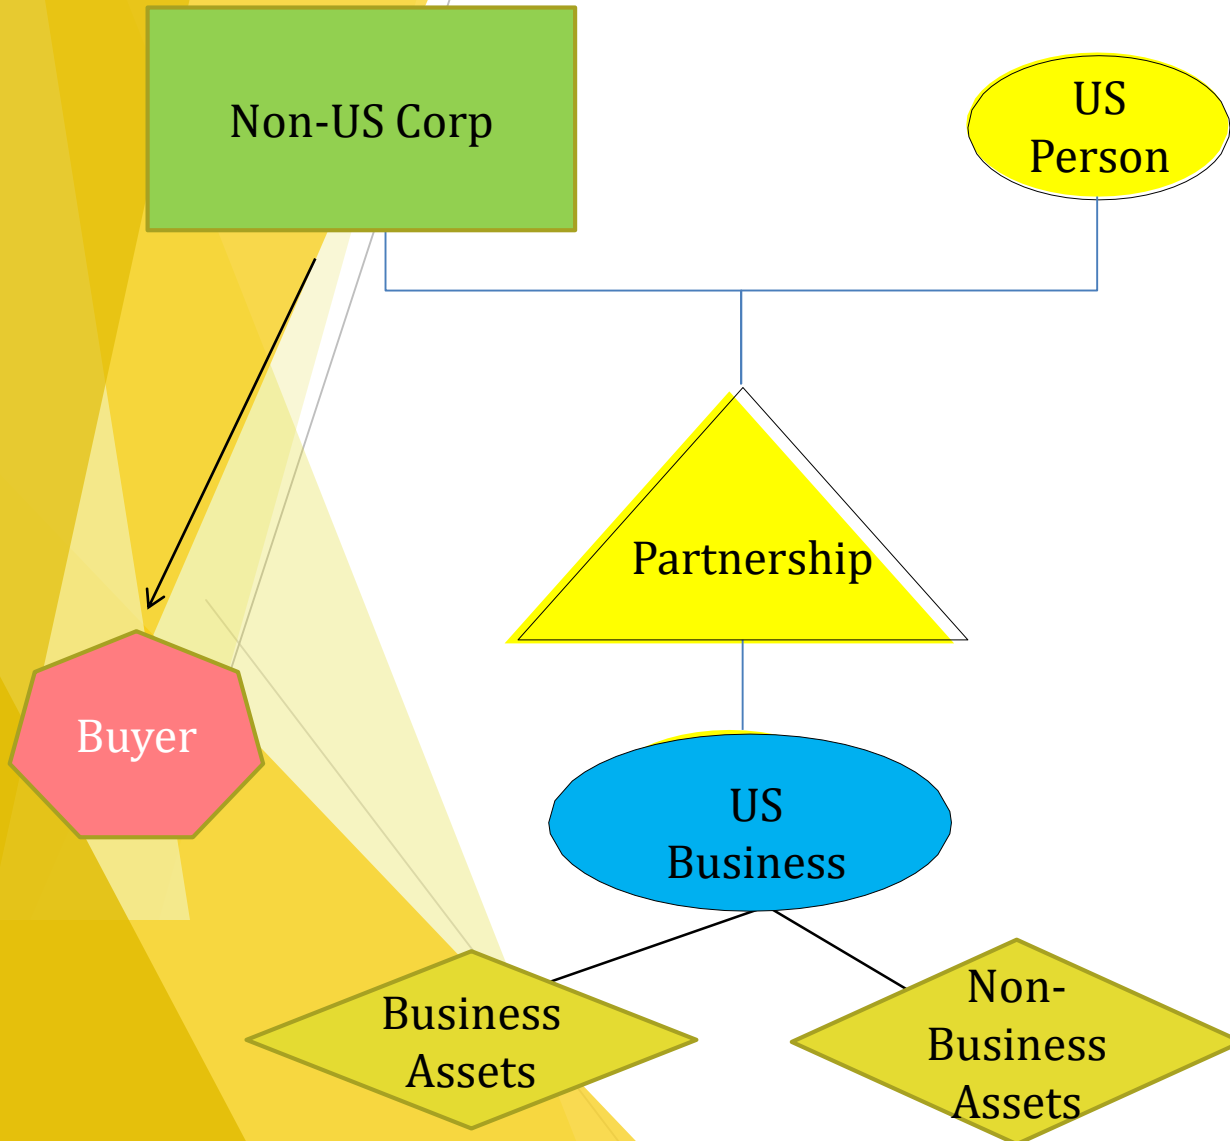 Non-US Corp
US
Person
Partnership
Buyer
US
Business
Business
Assets
Non-
Business
Assets